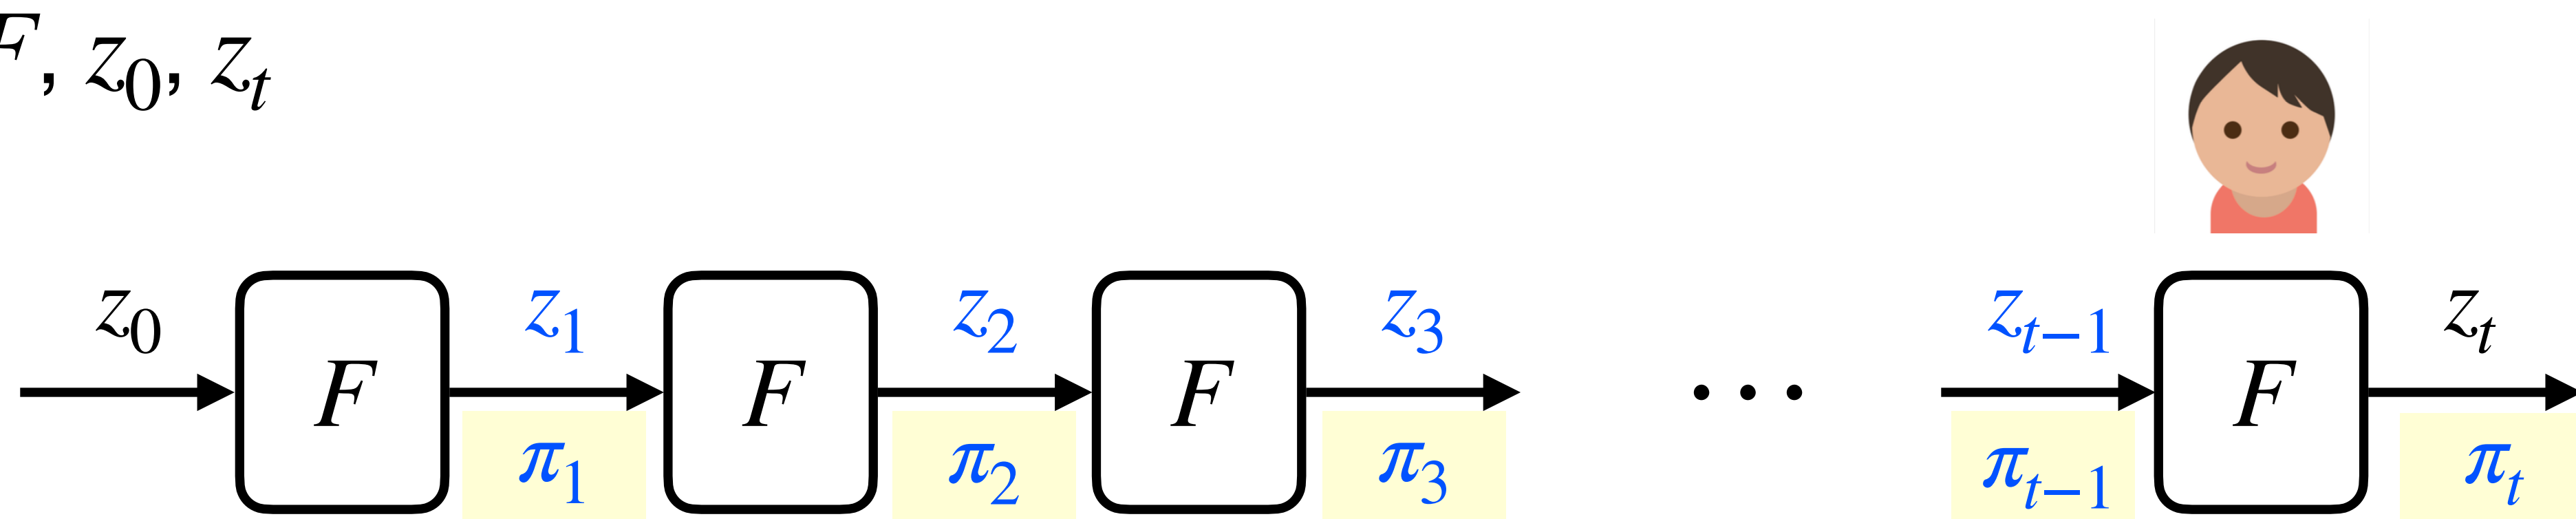 F, z₀, zₜ
z₀ z₁ z₂ z₃ zₜ₋₁ zₜ
F F F ... F
π₁ π₂ π₃ πₜ₋₁ πₜ